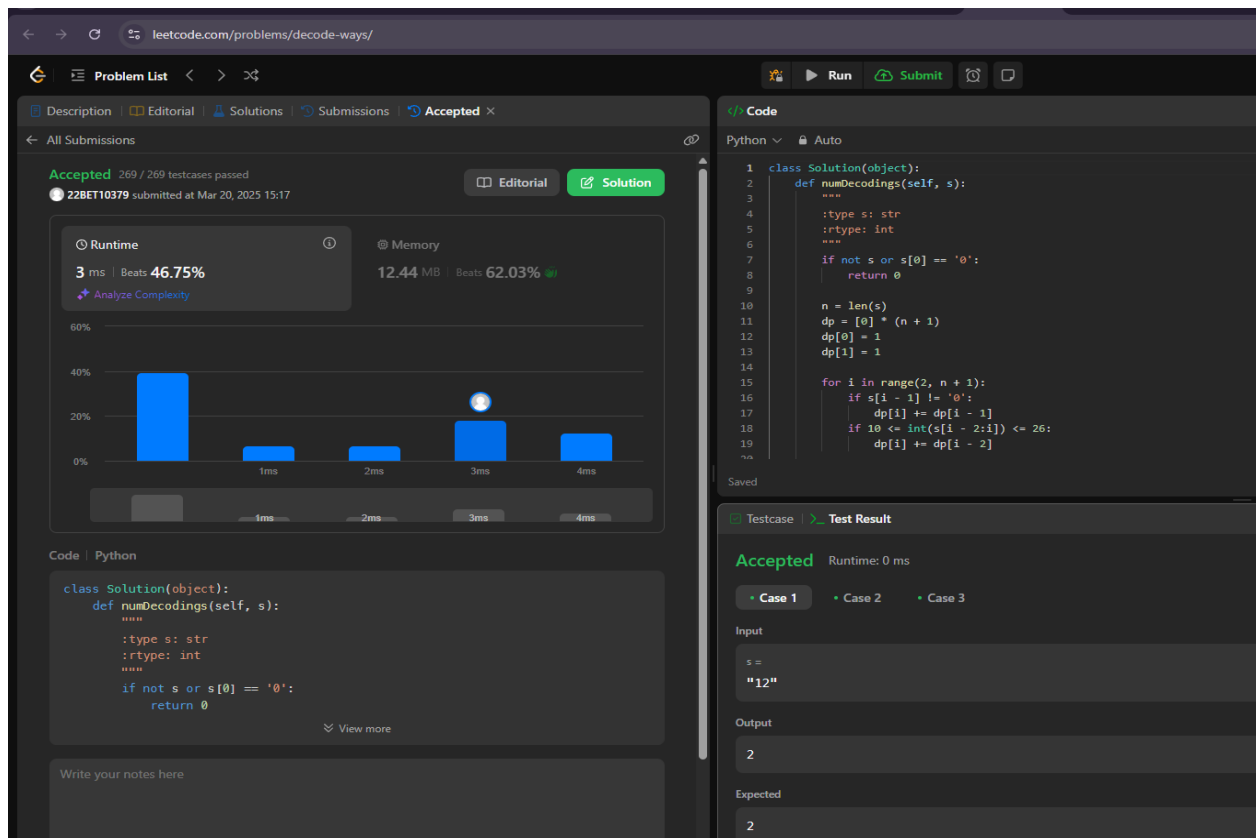 leetcode.com/problems/decode-ways/
Problem List
Run
Submit
Description
Editorial
Solutions
Submissions
Accepted
All Submissions
Accepted 269 / 269 testcases passed
22BET10379 submitted at Mar 20, 2025 15:17
Editorial
Solution
Runtime
3 ms Beats 46.75%
Analyze Complexity
Memory
12.44 MB Beats 62.03%
60%
40%
20%
0%
1ms 2ms 3ms 4ms
1ms 2ms 3ms 4ms
Code | Python
class Solution(object):
    def numDecodings(self, s):
        """
        :type s: str
        :rtype: int
        """
        if not s or s[0] == '0':
            return 0
View more
Write your notes here
</> Code
Python
Auto
1 class Solution(object):
2     def numDecodings(self, s):
3         """
4         :type s: str
5         :rtype: int
6         """
7         if not s or s[0] == '0':
8             return 0
9
10         n = len(s)
11         dp = [0] * (n + 1)
12         dp[0] = 1
13         dp[1] = 1
14
15         for i in range(2, n + 1):
16             if s[i - 1] != '0':
17                 dp[i] += dp[i - 1]
18             if 10 <= int(s[i - 2:i]) <= 26:
19                 dp[i] += dp[i - 2]
20
Saved
Testcase
>_ Test Result
Accepted Runtime: 0 ms
• Case 1 • Case 2 • Case 3
Input
s =
"12"
Output
2
Expected
2